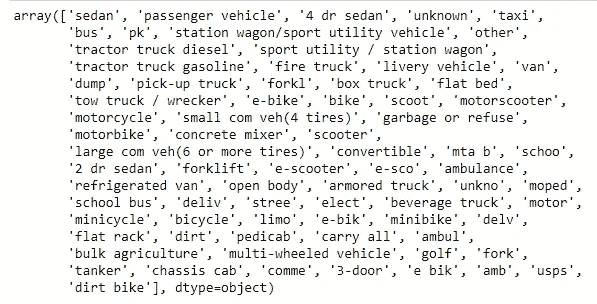 array(['sedan', 'passenger vehicle', '4 dr sedan', 'unknown', 'taxi',
'bus', 'pk', 'station wagon/sport utility vehicle', 'other',
'tractor truck diesel', 'sport utility / station wagon',
'tractor truck gasoline', 'fire truck', 'livery vehicle', 'van',
'dump', 'pick-up truck', 'forkl', 'box truck', 'flat bed',
'tow truck / wrecker', 'e-bike', 'bike', 'scoot', 'motorscooter',
'motorcycle', 'small com veh(4 tires)', 'garbage or refuse',
'motorbike', 'concrete mixer', 'scooter',
'large com veh(6 or more tires)', 'convertible', 'mta b', 'schoo',
'2 dr sedan', 'forklift', 'e-scooter', 'e-sco', 'ambulance',
'refrigerated van', 'open body', 'armored truck', 'unkno', 'moped',
'school bus', 'deliv', 'stree', 'elect', 'beverage truck', 'motor',
'minicycle', 'bicycle', 'limo', 'e-bik', 'minibike', 'delv',
'flat rack', 'dirt', 'pedicab', 'carry all', 'ambul',
'bulk agriculture', 'multi-wheeled vehicle', 'golf', 'fork',
'tanker', 'chassis cab', 'comme', '3-door', 'e bik', 'amb', 'usps',
'dirt bike'], dtype=object)